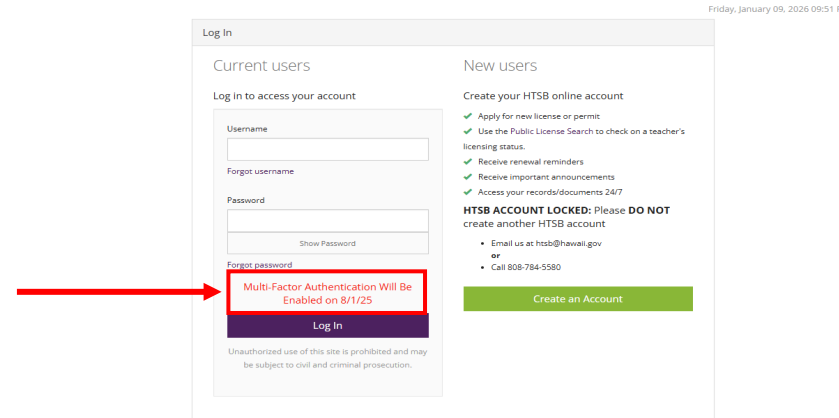 Friday, January 09, 2026 09:51
Log In
Current users
Log in to access your account
Username
Forgot username
Password
Show Password
Forgot password
Multi-Factor Authentication Will Be
Enabled on 8/1/25
Log In
Unauthorized use of this site is prohibited and may
be subject to civil and criminal prosecution.
New users
Create your HTSB online account
Apply for new license or permit
Use the Public License Search to check on a teacher's
licensing status.
Receive renewal reminders
Receive important announcements
Access your records/documents 24/7
HTSB ACCOUNT LOCKED: Please DO NOT
create another HTSB account
Email us at htsb@hawaii.gov
or
Call 808-784-5580
Create an Account